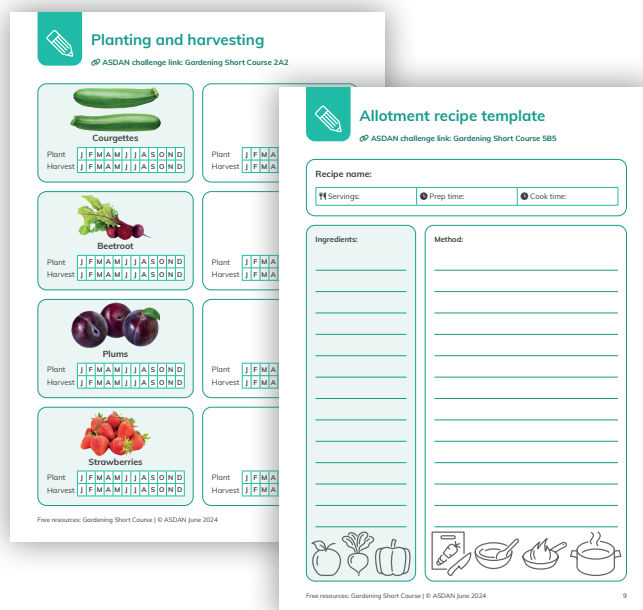 Planting and harvesting
ASDAN challenge link: Gardening Short Course 2A2
Courgettes
Plant J F M A M J J A S O N D
Harvest J F M A M J J A S O N D
Plant J F M A
Harvest J F M A
Beetroot
Plant J F M A M J J A S O N D
Harvest J F M A M J J A S O N D
Plant J F M A
Harvest J F M A
Plums
Plant J F M A M J J A S O N D
Harvest J F M A M J J A S O N D
Plant J F M A
Harvest J F M A
Strawberries
Plant J F M A M J J A S O N D
Harvest J F M A M J J A S O N D
Plant J F M A
Harvest J F M A
Free resources: Gardening Short Course | © ASDAN June 2024
Allotment recipe template
ASDAN challenge link: Gardening Short Course 5B5
Recipe name:
Servings: Prep time: Cook time:
Ingredients: Method:
Free resources: Gardening Short Course | © ASDAN June 2024 9